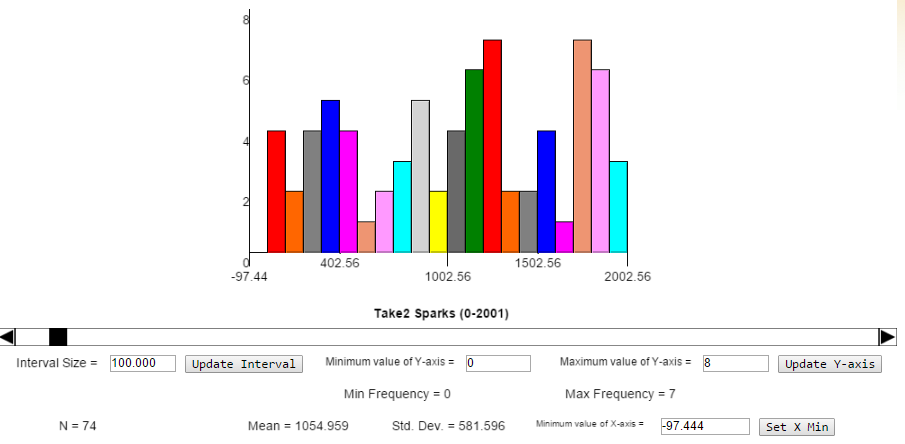 8
6
4
2
0
-97.44 402.56 1002.56 1502.56 2002.56
Take2 Sparks (0-2001)
Interval Size = 100.000 Update Interval Minimum value of Y-axis = 0 Maximum value of Y-axis = 8 Update Y-axis
Min Frequency = 0 Max Frequency = 7
N = 74 Mean = 1054.959 Std. Dev. = 581.596 Minimum value of X-axis = -97.444 Set X Min